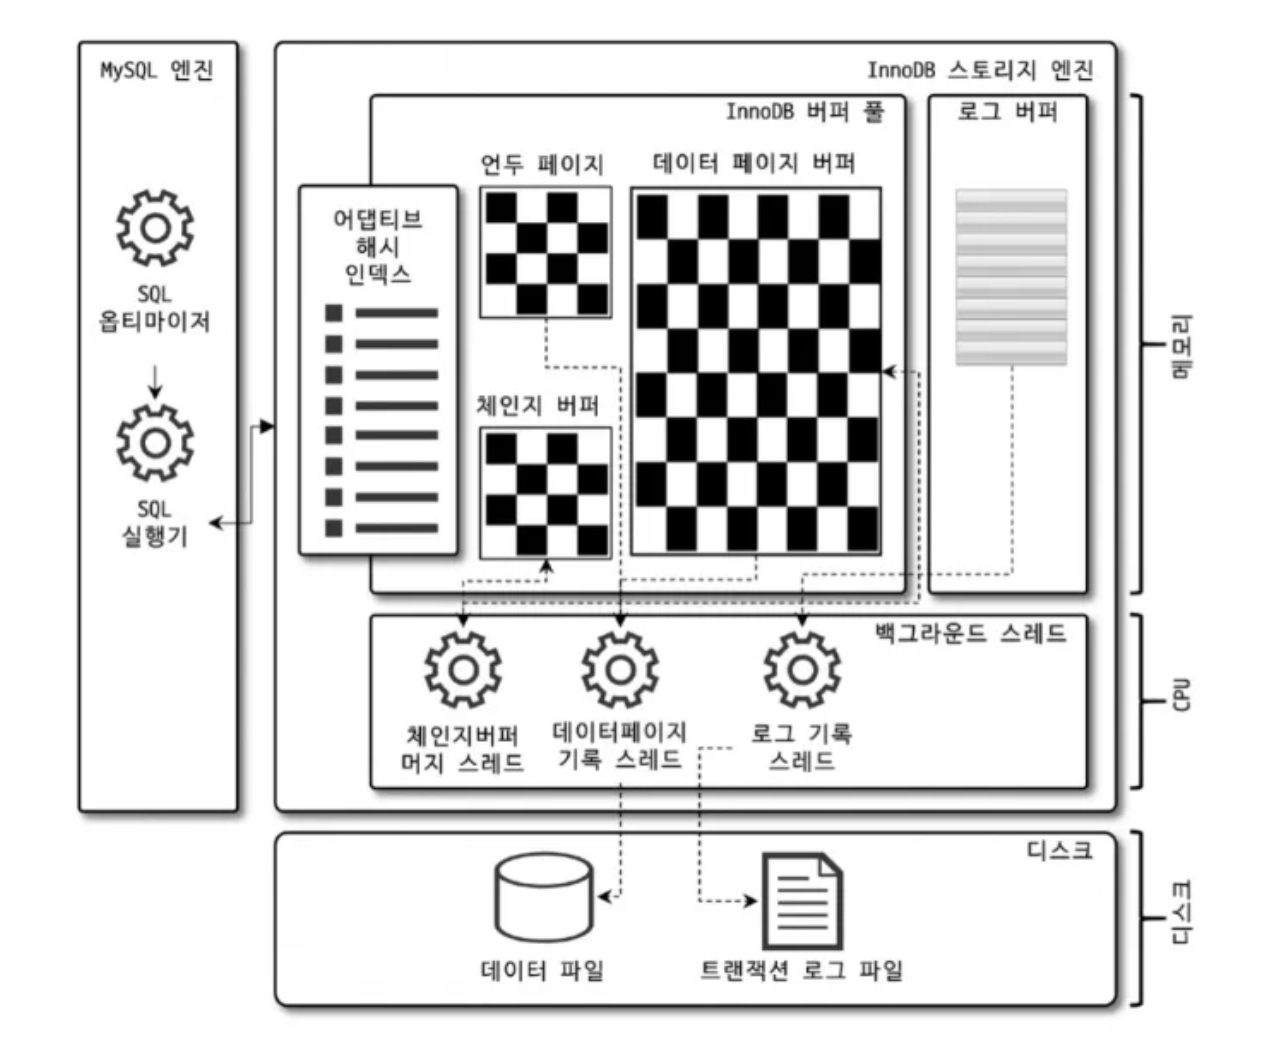 MySQL 엔진
SQL
옵티마이저
SQL
실행기
InnoDB 스토리지 엔진
InnoDB 버퍼 풀
어댑티브
해시
인덱스
언두 페이지
데이터 페이지 버퍼
체인지 버퍼
로그 버퍼
메모리
백그라운드 스레드
체인지버퍼
머지 스레드
데이터페이지
기록 스레드
로그 기록
스레드
CPU
디스크
데이터 파일
트랜잭션 로그 파일
디스크